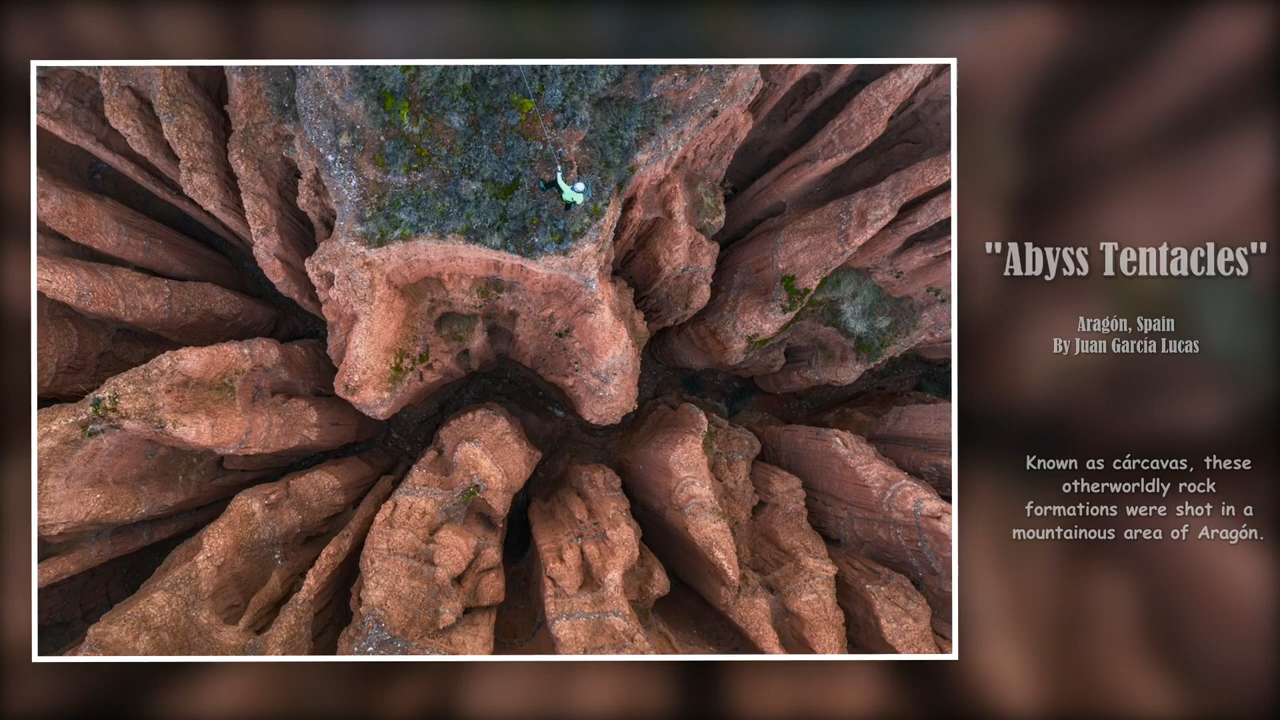 "Abyss Tentacles"
Aragón, Spain
By Juan García Lucas
Known as cárcavas, these
otherworldly rock
formations were shot in a
mountainous area of Aragón.